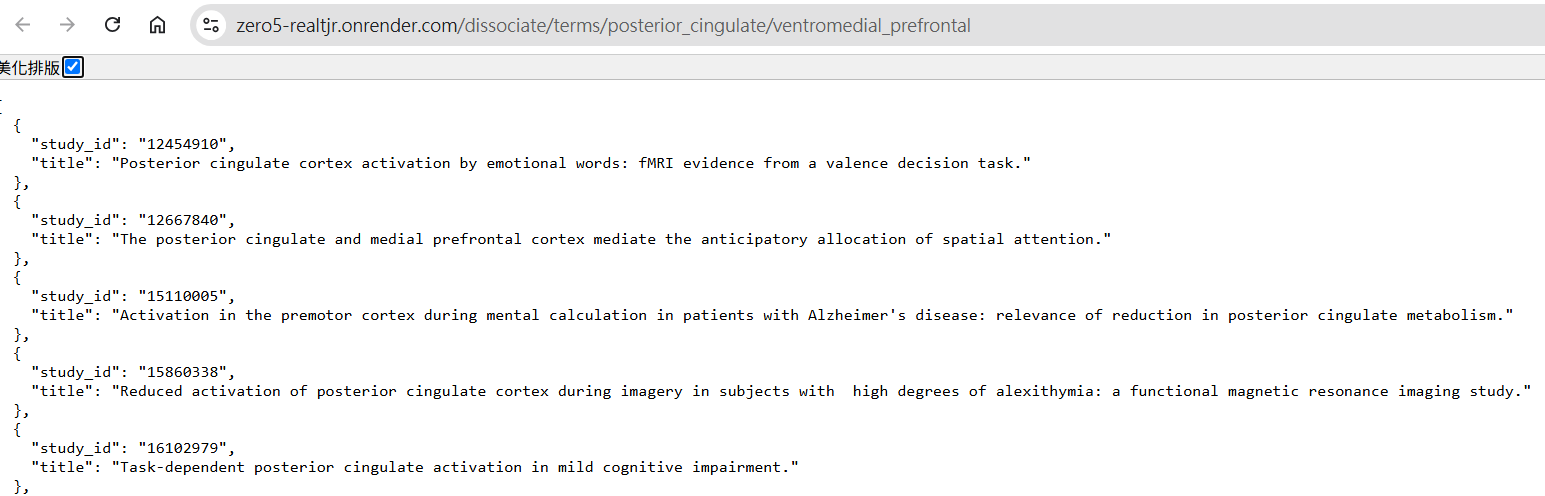 zero5-realtjr.onrender.com/dissociate/terms/posterior_cingulate/ventromedial_prefrontal
美化排版
[
{
"study_id": "12454910",
"title": "Posterior cingulate cortex activation by emotional words: fMRI evidence from a valence decision task."
},
{
"study_id": "12667840",
"title": "The posterior cingulate and medial prefrontal cortex mediate the anticipatory allocation of spatial attention."
},
{
"study_id": "15110005",
"title": "Activation in the premotor cortex during mental calculation in patients with Alzheimer's disease: relevance of reduction in posterior cingulate metabolism."
},
{
"study_id": "15860338",
"title": "Reduced activation of posterior cingulate cortex during imagery in subjects with  high degrees of alexithymia: a functional magnetic resonance imaging study."
},
{
"study_id": "16102979",
"title": "Task-dependent posterior cingulate activation in mild cognitive impairment."
},